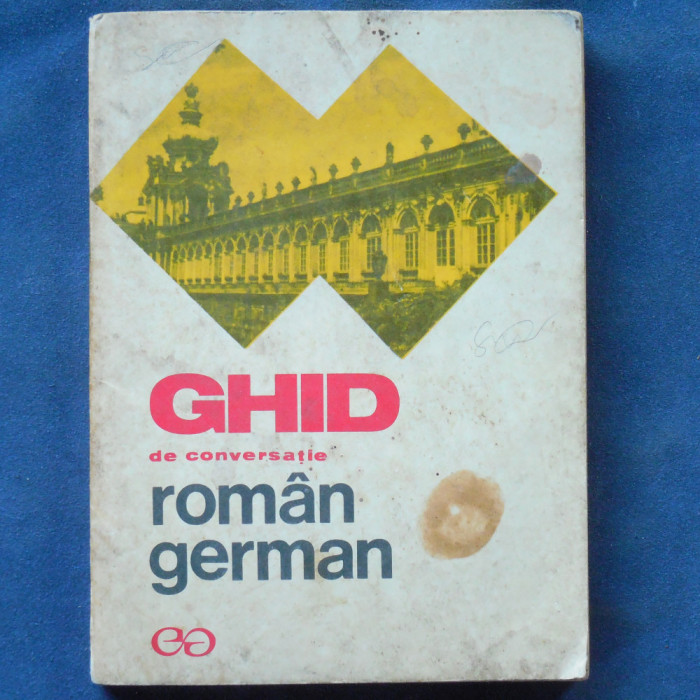 GHID
de conversație
român
german